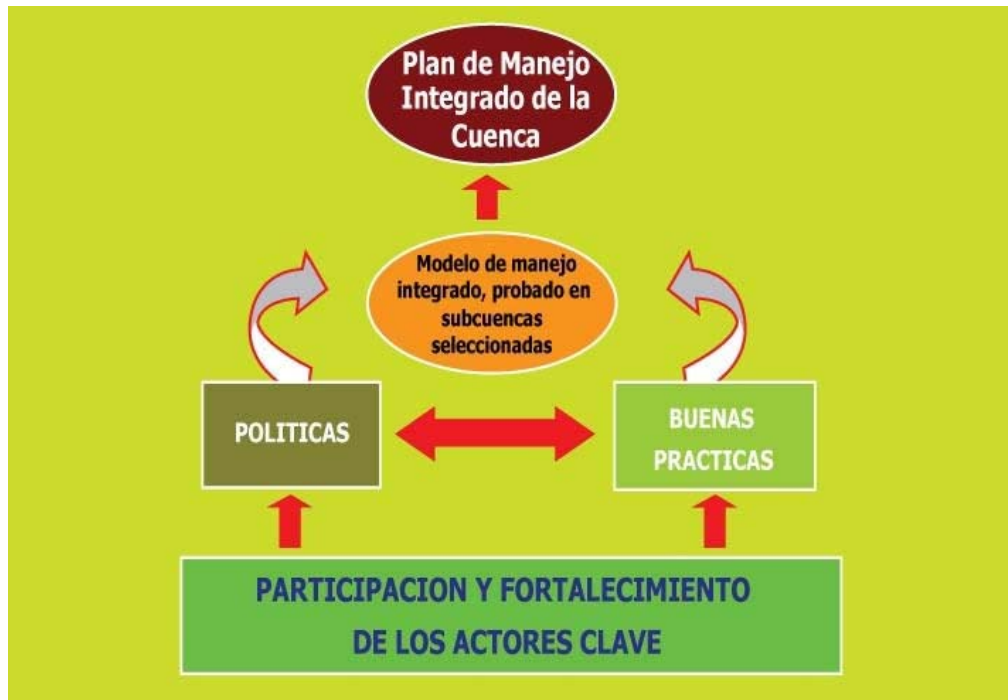 Plan de Manejo
Integrado de la
Cuenca
Modelo de manejo
integrado, probado en
subcuencas
seleccionadas
POLITICAS
BUENAS
PRACTICAS
PARTICIPACION Y FORTALECIMIENTO
DE LOS ACTORES CLAVE